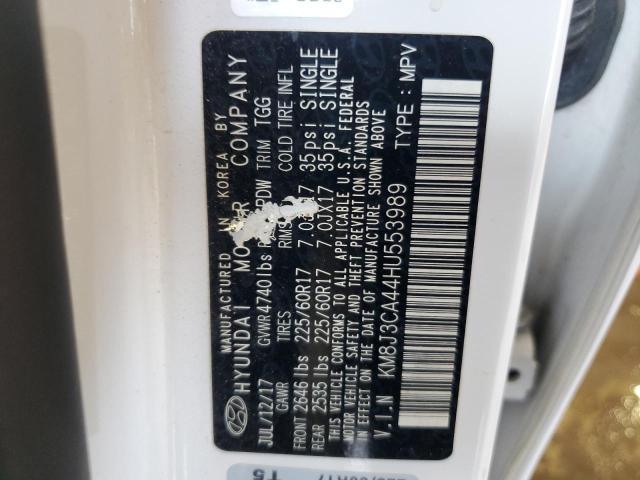 MANUFACTURED IN KOREA BY
HYUNDAI MOTOR COMPANY
JUL/12/17 GVWR 4740lbs PDW TRIM TGG
GAWR TIRES RIMS COLD TIRE INFL
FRONT 2646 lbs 225/60R17 7.0JX17 35psi SINGLE
REAR 2535 lbs 225/60R17 7.0JX17 35psi SINGLE
THIS VEHICLE CONFORMS TO ALL APPLICABLE U.S.A. FEDERAL
MOTOR VEHICLE SAFETY AND THEFT PREVENTION STANDARDS
IN EFFECT ON THE DATE OF MANUFACTURE SHOWN ABOVE
V.I.N KM8J3CA44HU553989 TYPE : MPV
T5